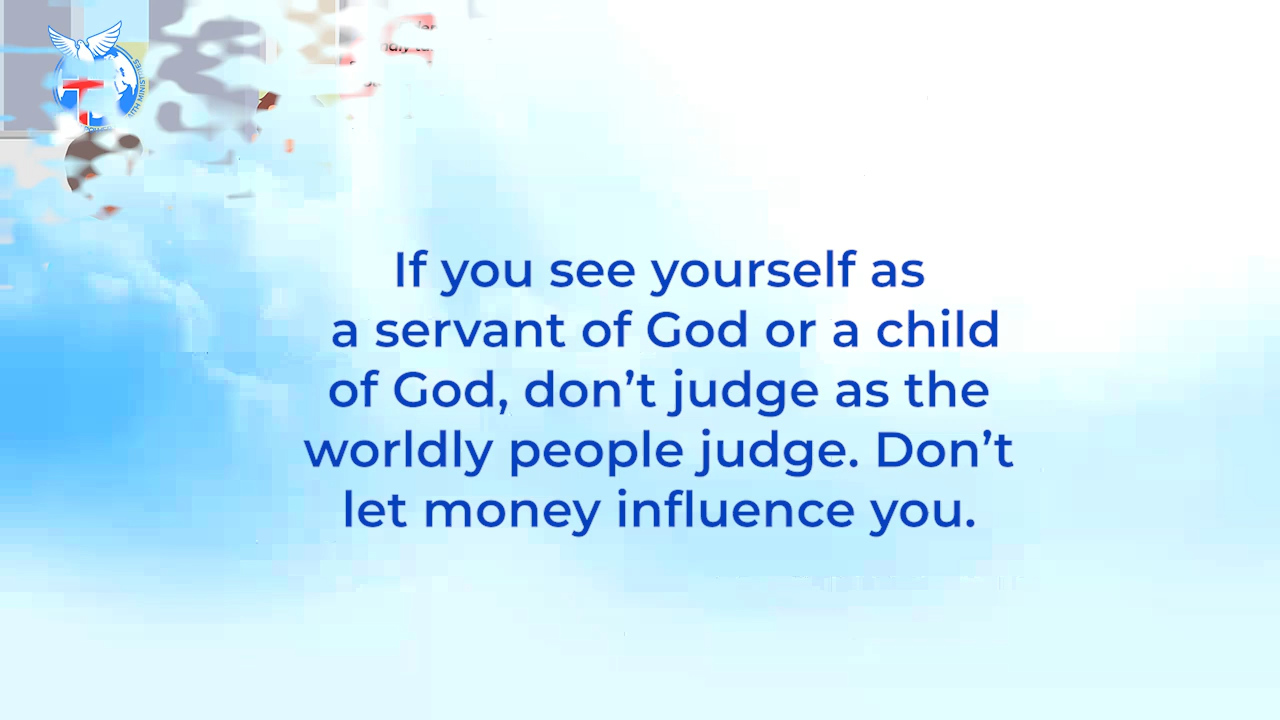 If you see yourself as
a servant of God or a child
of God, don’t judge as the
worldly people judge. Don’t
let money influence you.